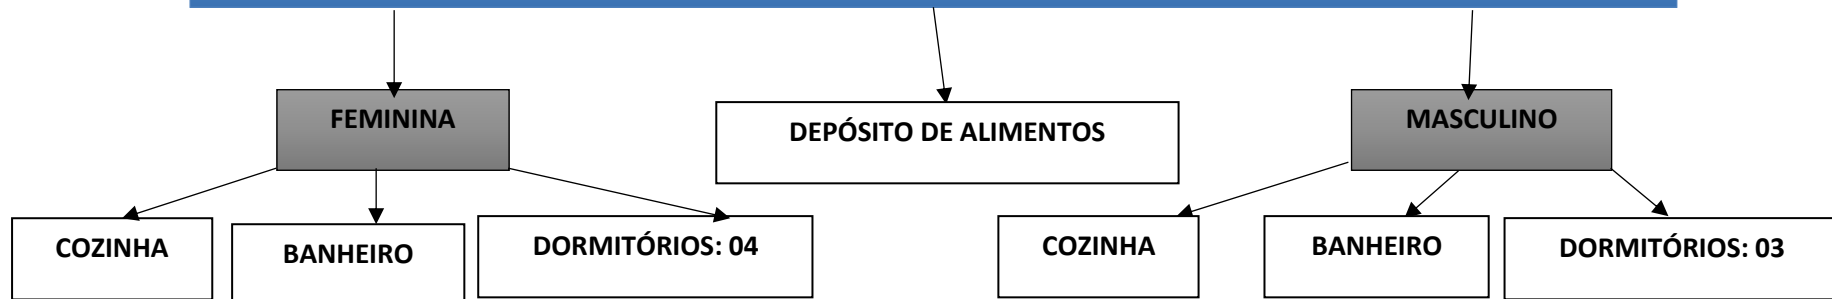 FEMININA
DEPÓSITO DE ALIMENTOS
MASCULINO
COZINHA
BANHEIRO
DORMITÓRIOS: 04
COZINHA
BANHEIRO
DORMITÓRIOS: 03